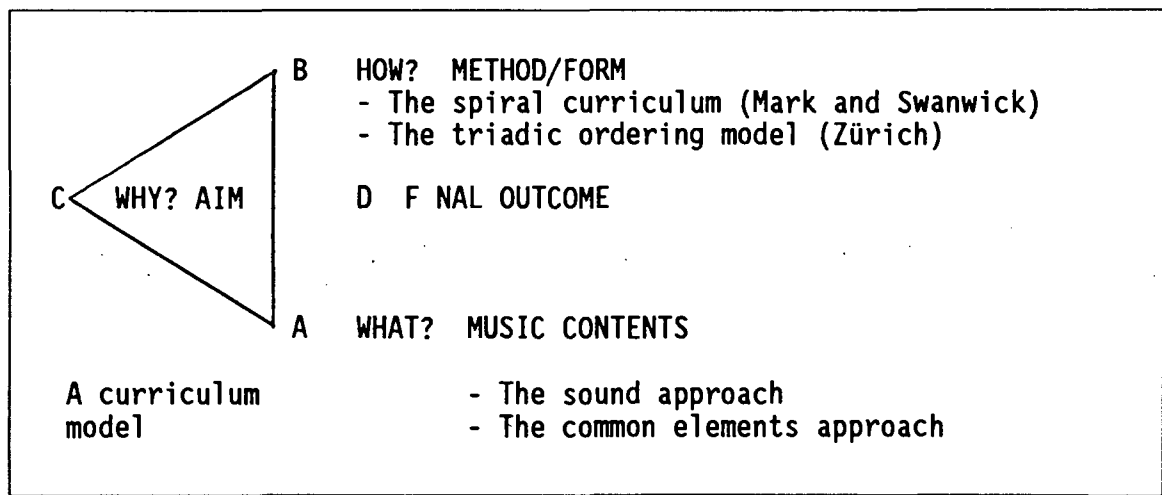 B HOW? METHOD/FORM
- The spiral curriculum (Mark and Swanwick)
- The triadic ordering model (Zürich)
C WHY? AIM D F NAL OUTCOME
A WHAT? MUSIC CONTENTS
A curriculum - The sound approach
model - The common elements approach